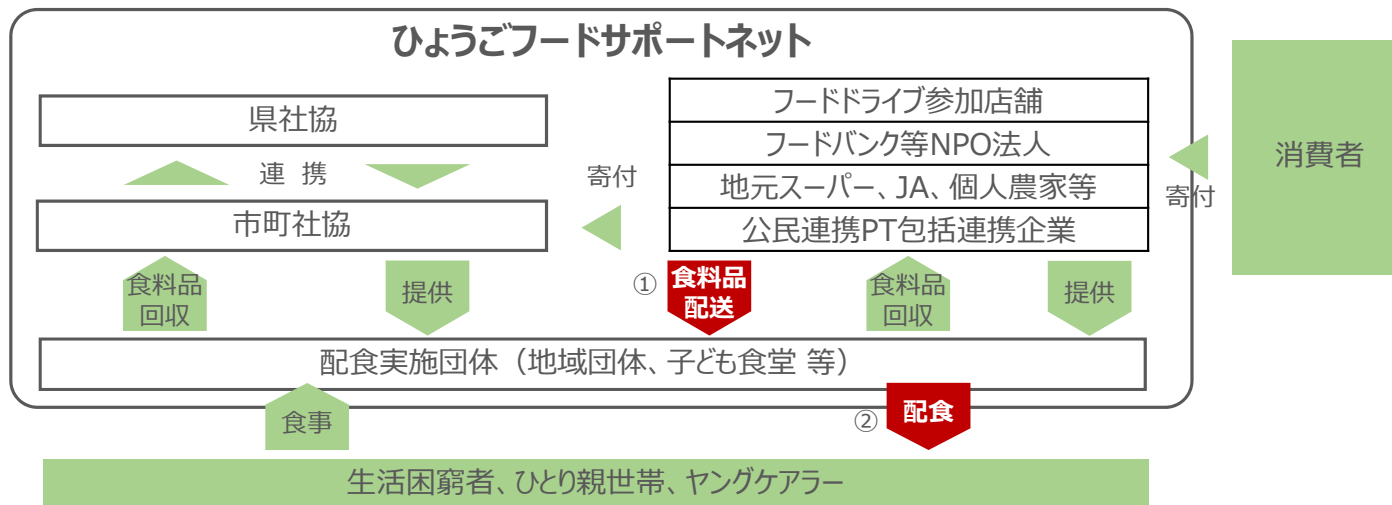 ひょうごフードサポートネット
県社協
連 携
市町社協
寄付
フードドライブ参加店舗
フードバンク等NPO法人
地元スーパー、JA、個人農家等
公民連携PT包括連携企業
寄付
消費者
食料品
回収
提供
①
食料品
配送
食料品
回収
提供
配食実施団体（地域団体、子ども食堂 等）
食事
②
配食
生活困窮者、ひとり親世帯、ヤングケアラー